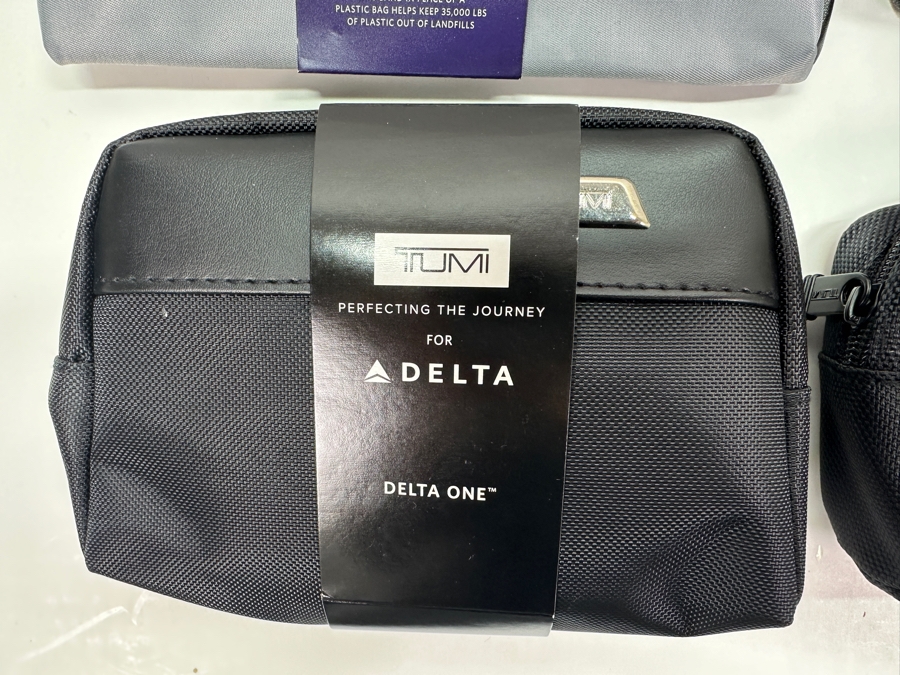 PLASTIC BAG HELPS KEEP 35,000 LBS
OF PLASTIC OUT OF LANDFILLS
TUMI
PERFECTING THE JOURNEY
FOR
DELTA
DELTA ONE™